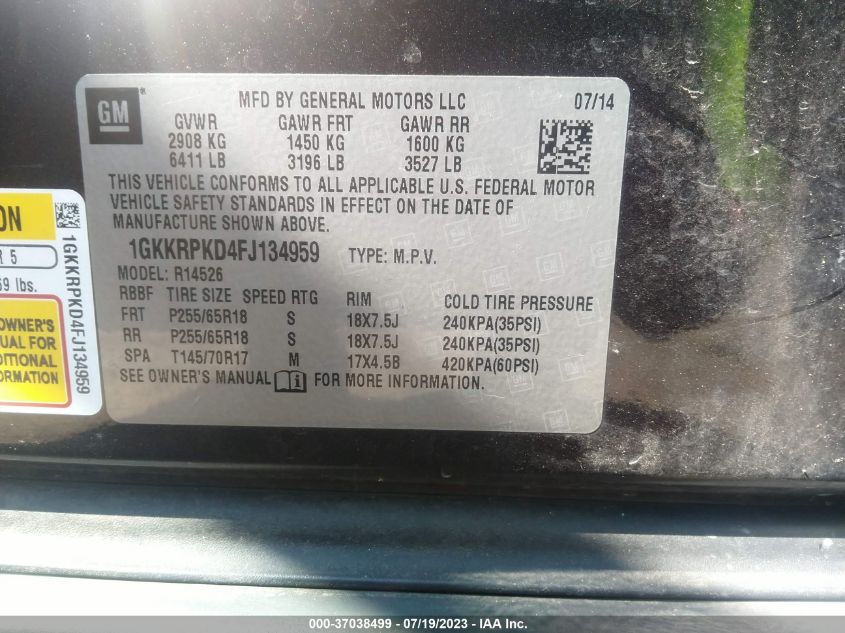 GM
MFD BY GENERAL MOTORS LLC 07/14
GVWR GAWR FRT GAWR RR
2908 KG 1450 KG 1600 KG
6411 LB 3196 LB 3527 LB
THIS VEHICLE CONFORMS TO ALL APPLICABLE U.S. FEDERAL MOTOR
VEHICLE SAFETY STANDARDS IN EFFECT ON THE DATE OF
MANUFACTURE SHOWN ABOVE.
1GKKRPKD4FJ134959 TYPE: M.P.V.
MODEL: R14526
RBBF TIRE SIZE SPEED RTG RIM COLD TIRE PRESSURE
FRT P255/65R18 S 18X7.5J 240KPA(35PSI)
RR P255/65R18 S 18X7.5J 240KPA(35PSI)
SPA T145/70R17 M 17X4.5B 420KPA(60PSI)
SEE OWNER'S MANUAL FOR MORE INFORMATION.
ON
R 5
69 lbs.
OWNER'S
UAL FOR
DITIONAL
ORMATION
1GKKRPKD4FJ134959
000-37038499 - 07/19/2023 - IAA Inc.